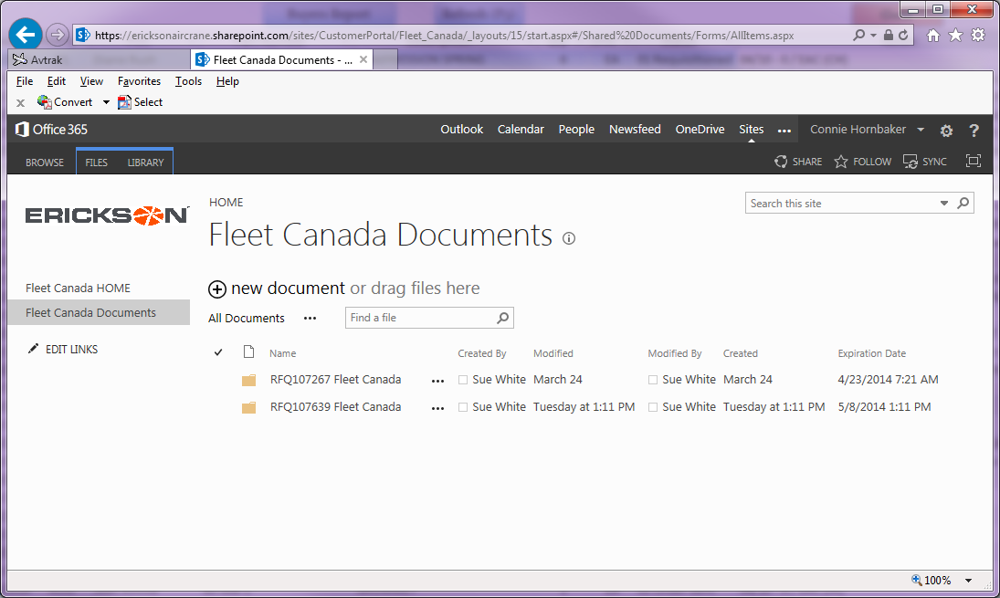 https://ericksonaircrane.sharepoint.com/sites/CustomerPortal/Fleet_Canada/_layouts/15/start.aspx#/Shared%20Documents/Forms/AllItems.aspx
Avtrak
Fleet Canada Documents - ...
File Edit View Favorites Tools Help
x Convert Select
Office 365 Outlook Calendar People Newsfeed OneDrive Sites ... Connie Hornbaker ?
BROWSE FILES LIBRARY SHARE FOLLOW SYNC
ERICKSON
HOME
Search this site
Fleet Canada Documents
Fleet Canada HOME
Fleet Canada Documents
EDIT LINKS
new document or drag files here
All Documents ... Find a file
Name Created By Modified Modified By Created Expiration Date
RFQ107267 Fleet Canada ... Sue White March 24 Sue White March 24 4/23/2014 7:21 AM
RFQ107639 Fleet Canada ... Sue White Tuesday at 1:11 PM Sue White Tuesday at 1:11 PM 5/8/2014 1:11 PM
100%